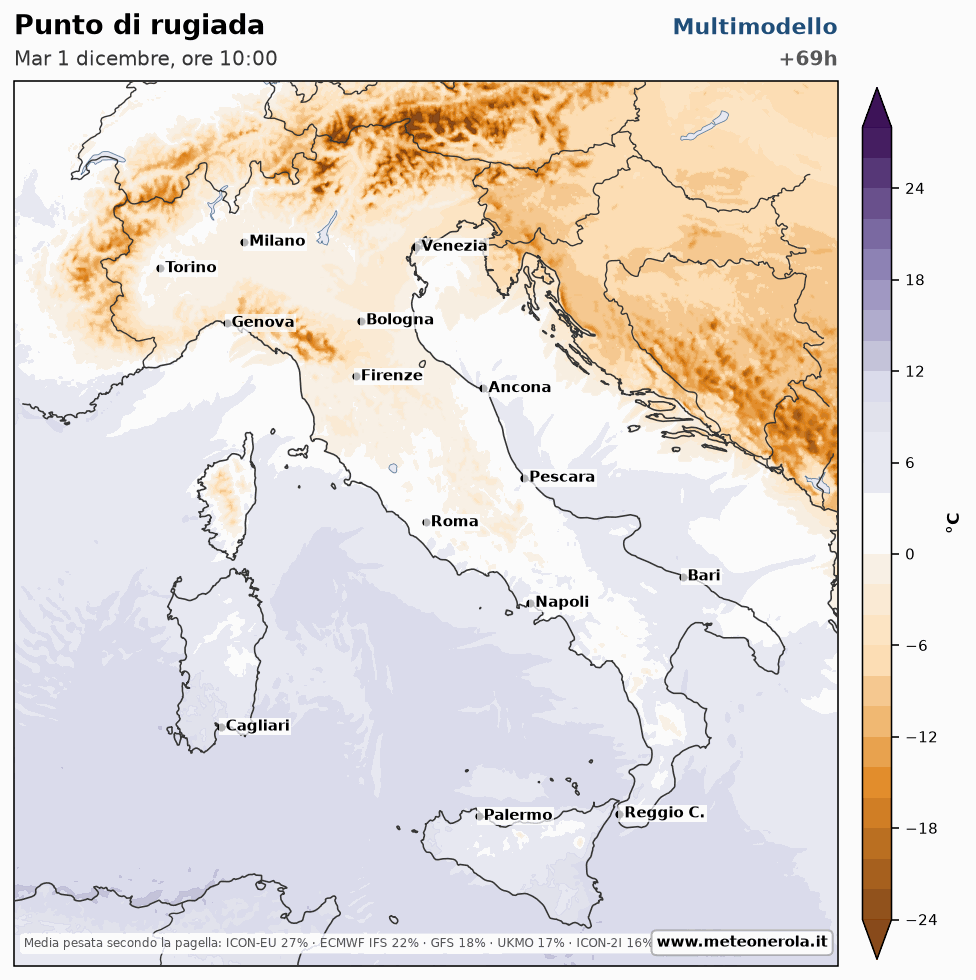 Punto di rugiada
Multimodello
Mar 1 dicembre, ore 10:00
+69h
24
18
12
6
0
−6
−12
−18
−24
°C
Milano
Venezia
Torino
Genova
Bologna
Firenze
Ancona
Pescara
Roma
Bari
Napoli
Cagliari
Palermo
Reggio C.
Media pesata secondo la pagella: ICON-EU 27% · ECMWF IFS 22% · GFS 18% · UKMO 17% · ICON-2I 16%
www.meteonerola.it